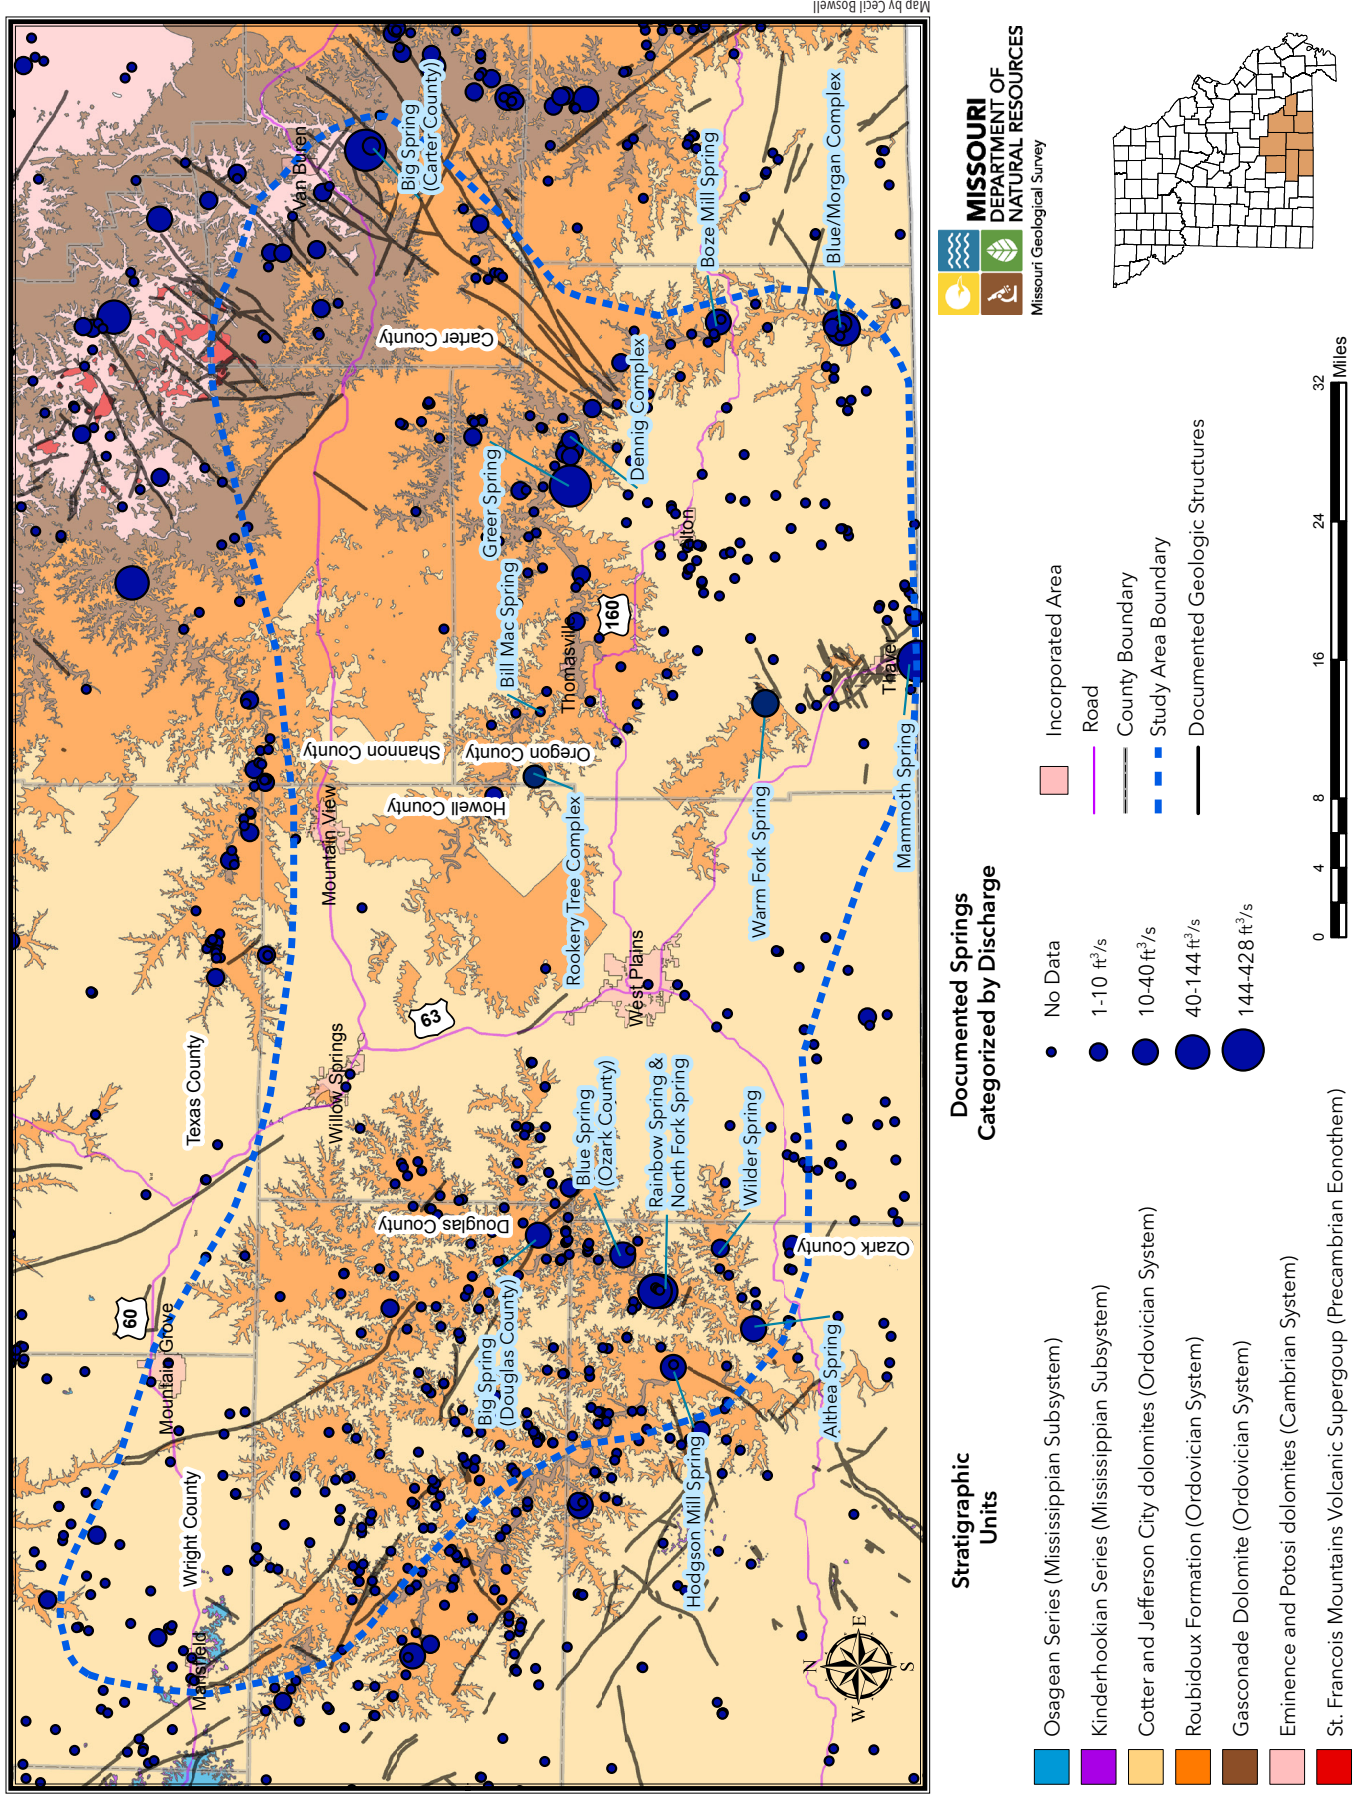 Map by Cecil Boswell
Big Spring
(Carter County)
Van Buren
Boze Mill Spring
Blue/Morgan Complex
Carter County
Dennig Complex
Greer Spring
Alton
Bill Mac Spring
Thomasville
160
Thayer
Mammoth Spring
Shannon County
Oregon County
Howell County
Mountain View
Rookery Tree Complex
Warm Fork Spring
West Plains
63
Willow Springs
Texas County
Blue Spring
(Ozark County)
Rainbow Spring &
North Fork Spring
Wilder Spring
Douglas County
Ozark County
Big Spring
(Douglas County)
Althea Spring
60
Mountain Grove
Hodgson Mill Spring
Wright County
Mansfield
N
W
E
S
MISSOURI
DEPARTMENT OF
NATURAL RESOURCES
Missouri Geological Survey
Stratigraphic
Units
Osagean Series (Mississippian Subsystem)
Kinderhookian Series (Mississippian Subsystem)
Cotter and Jefferson City dolomites (Ordovician System)
Roubidoux Formation (Ordovician System)
Gasconade Dolomite (Ordovician System)
Eminence and Potosi dolomites (Cambrian System)
St. Francois Mountains Volcanic Supergroup (Precambrian Eonothem)
Documented Springs
Categorized by Discharge
No Data
1-10 ft³/s
10-40 ft³/s
40-144 ft³/s
144-428 ft³/s
Incorporated Area
Road
County Boundary
Study Area Boundary
Documented Geologic Structures
0 4 8 16 24 32
Miles